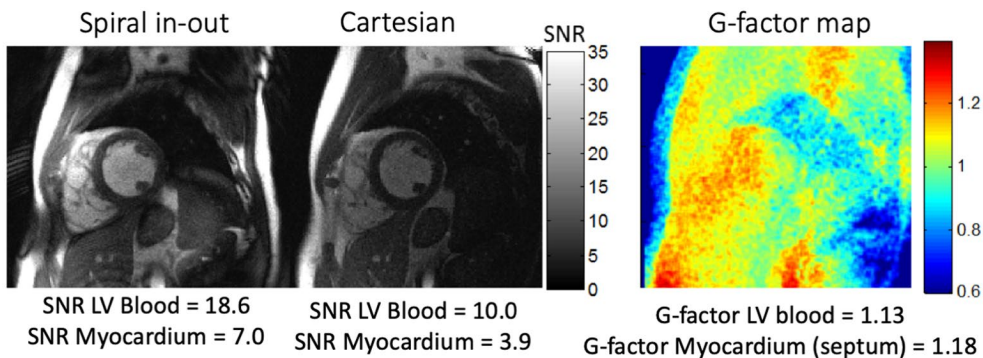 Spiral in-out
Cartesian
SNR
35
30
25
20
15
10
5
0
SNR LV Blood = 18.6
SNR Myocardium = 7.0
SNR LV Blood = 10.0
SNR Myocardium = 3.9
G-factor map
1.2
1
0.8
0.6
G-factor LV blood = 1.13
G-factor Myocardium (septum) = 1.18